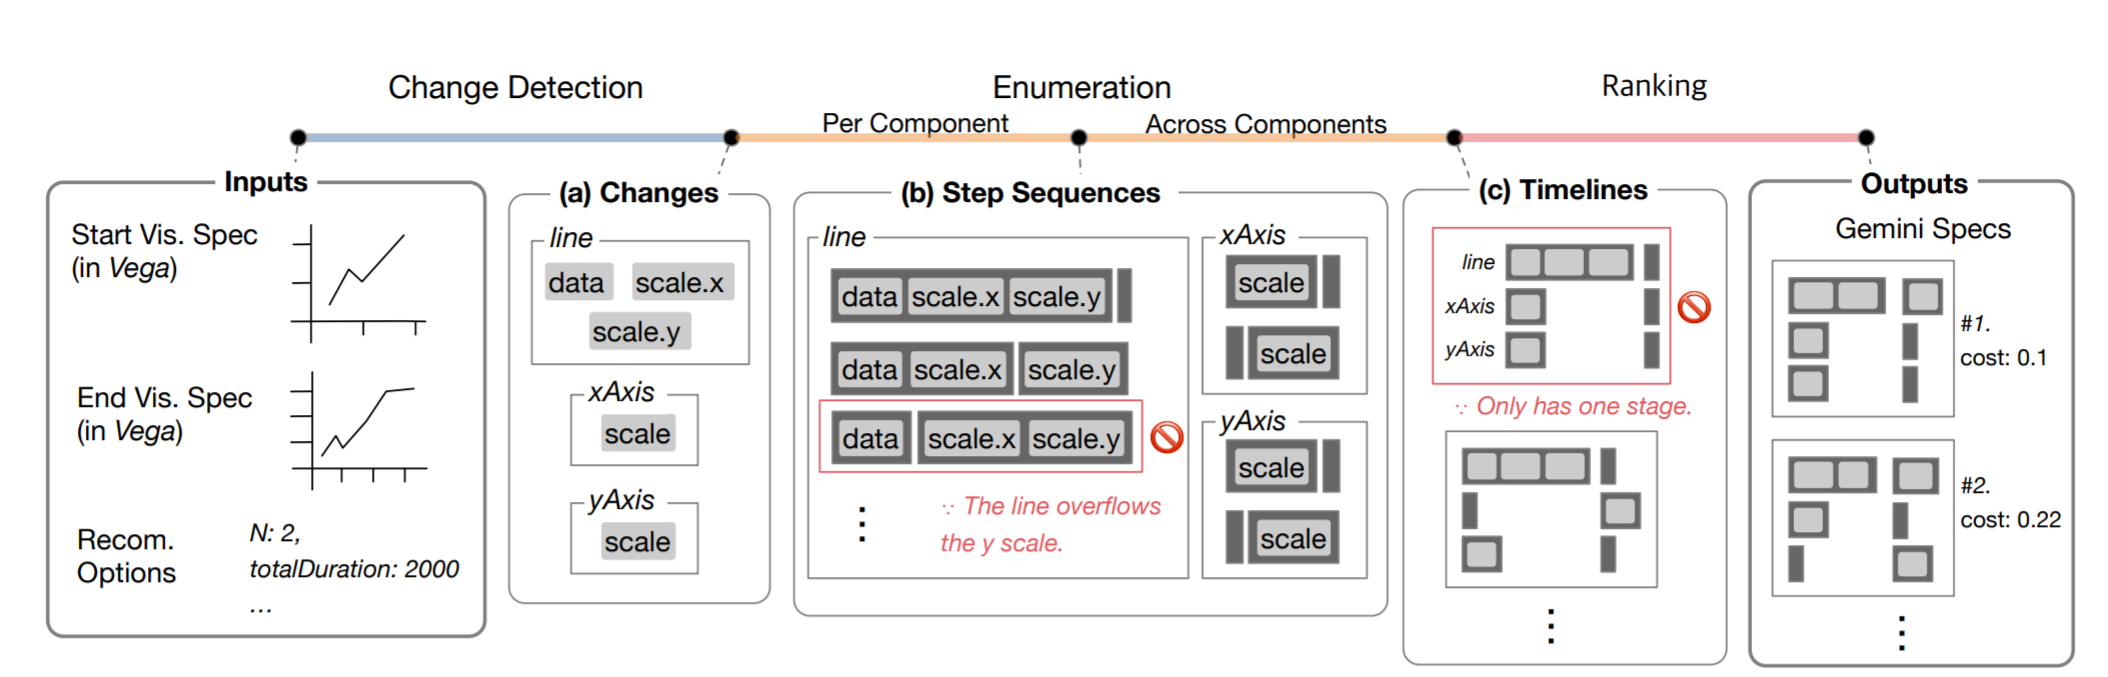 Change Detection
Enumeration
Ranking
Per Component
Across Components
Inputs
Start Vis. Spec
(in Vega)
End Vis. Spec
(in Vega)
Recom.
Options
N: 2,
totalDuration: 2000
...
(a) Changes
line
data
scale.x
scale.y
xAxis
scale
yAxis
scale
(b) Step Sequences
line
data scale.x scale.y
data scale.x scale.y
data scale.x scale.y
∵ The line overflows
the y scale.
xAxis
scale
scale
yAxis
scale
scale
(c) Timelines
line
xAxis
yAxis
∵ Only has one stage.
Outputs
Gemini Specs
#1.
cost: 0.1
#2.
cost: 0.22